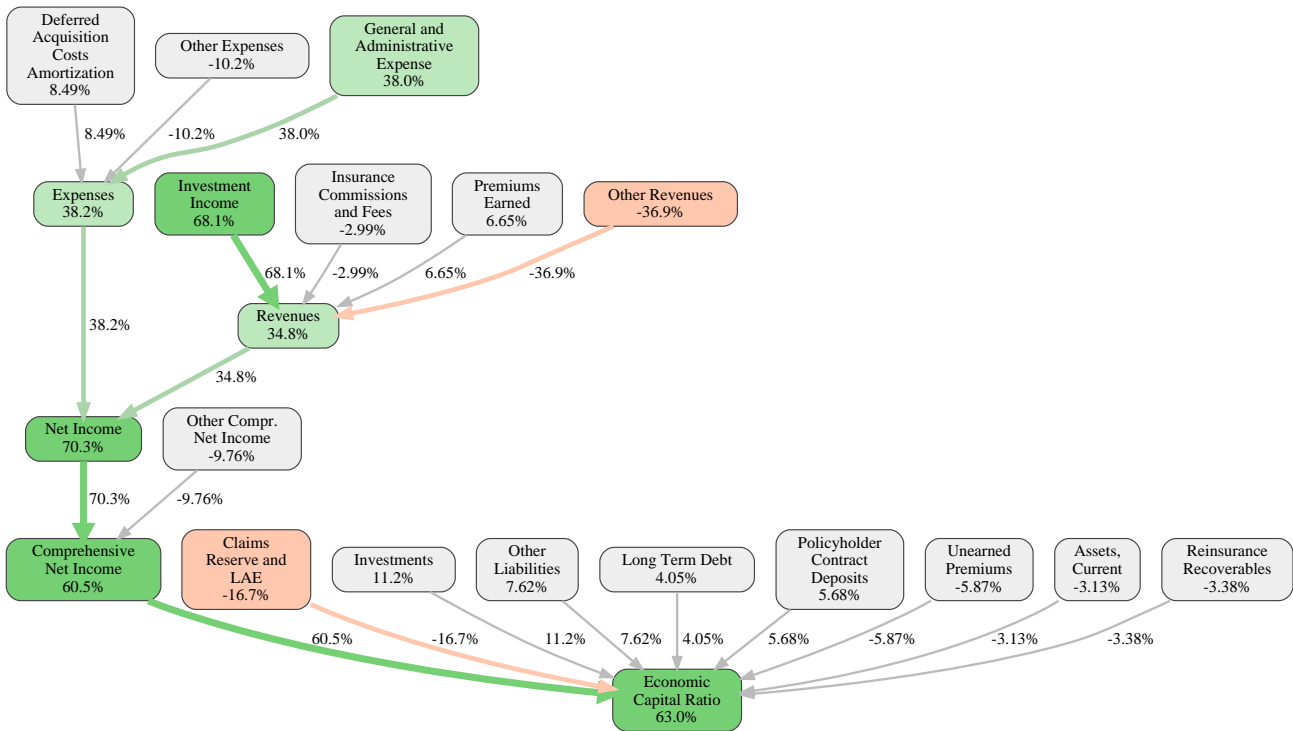 Deferred
Acquisition
Costs
Amortization
8.49%
Other Expenses
-10.2%
General and
Administrative
Expense
38.0%
8.49%
-10.2%
38.0%
Expenses
38.2%
Investment
Income
68.1%
Insurance
Commissions
and Fees
-2.99%
Premiums
Earned
6.65%
Other Revenues
-36.9%
68.1%
-2.99%
6.65%
-36.9%
38.2%
Revenues
34.8%
34.8%
Net Income
70.3%
Other Compr.
Net Income
-9.76%
70.3%
-9.76%
Comprehensive
Net Income
60.5%
Claims
Reserve and
LAE
-16.7%
Investments
11.2%
Other
Liabilities
7.62%
Long Term Debt
4.05%
Policyholder
Contract
Deposits
5.68%
Unearned
Premiums
-5.87%
Assets,
Current
-3.13%
Reinsurance
Recoverables
-3.38%
60.5%
-16.7%
11.2%
7.62%
4.05%
5.68%
-5.87%
-3.13%
-3.38%
Economic
Capital Ratio
63.0%